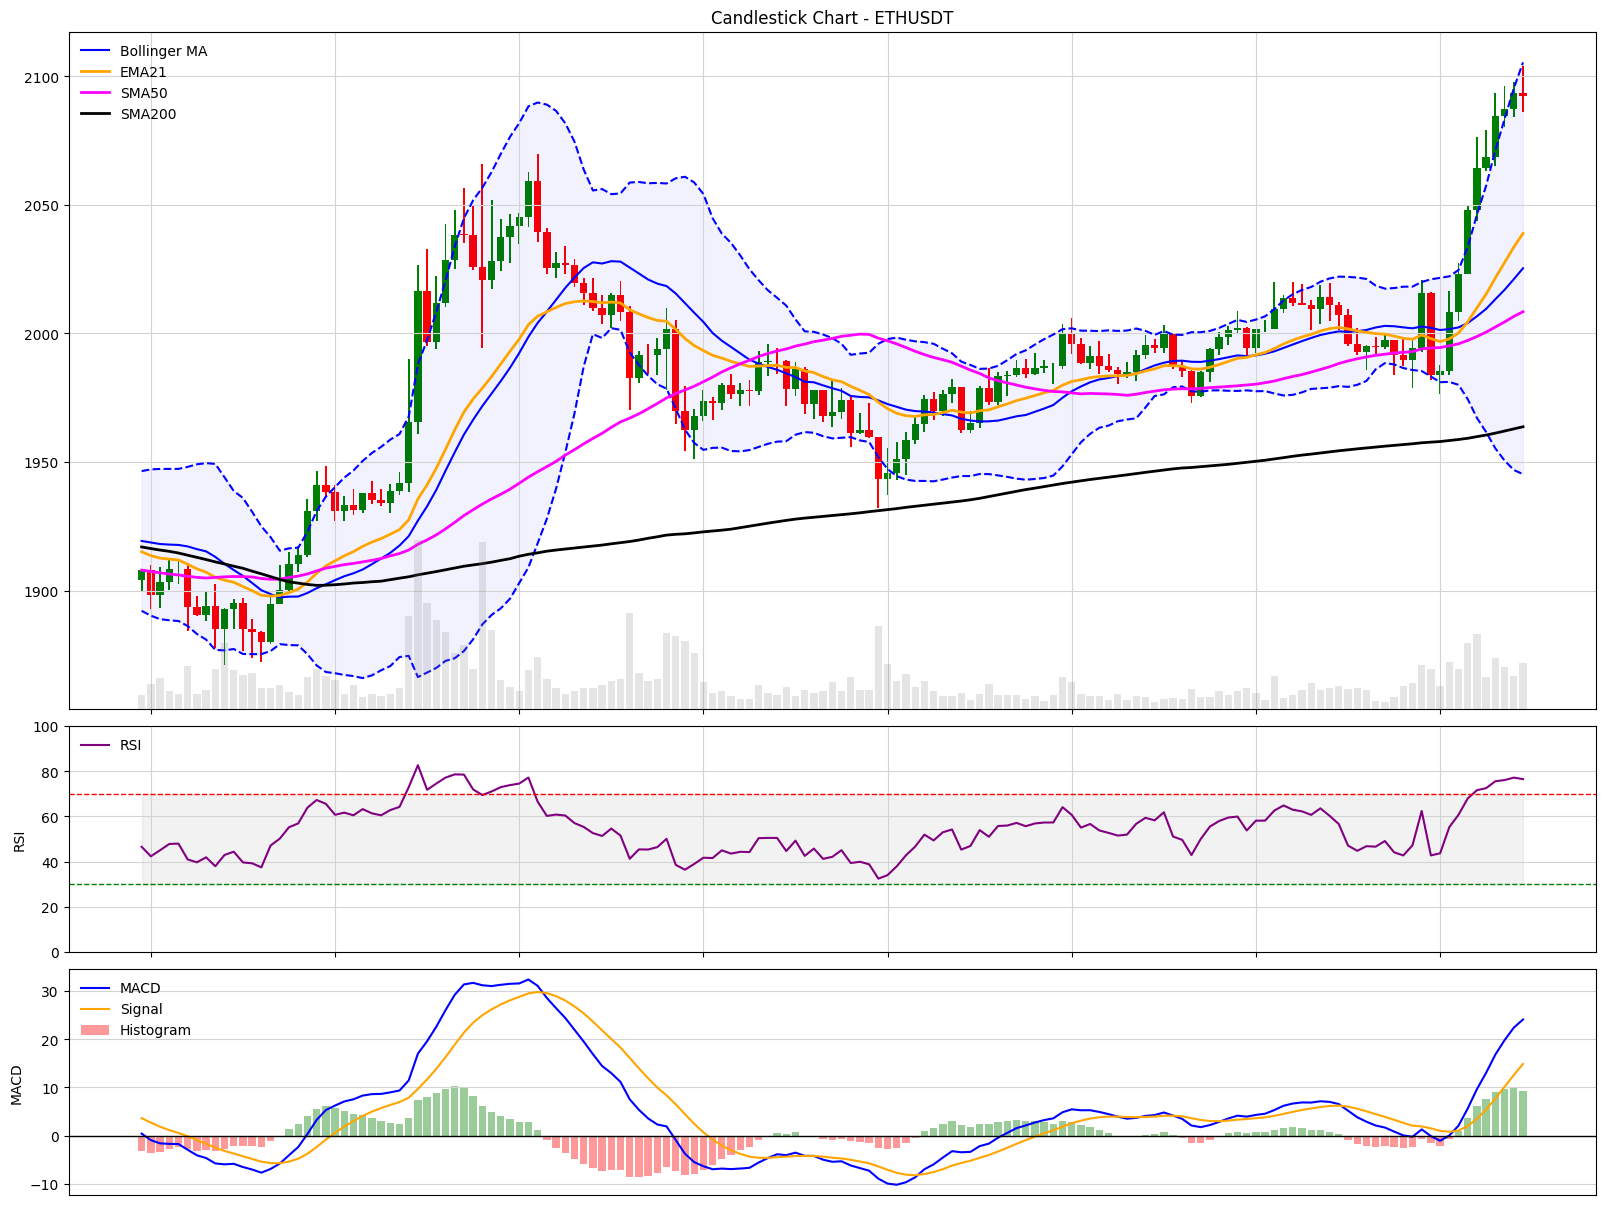 Candlestick Chart - ETHUSDT
Bollinger MA
EMA21
SMA50
SMA200
2100
2050
2000
1950
1900
RSI
100
80
60
40
20
0
RSI
MACD
Signal
Histogram
30
20
10
0
−10
MACD